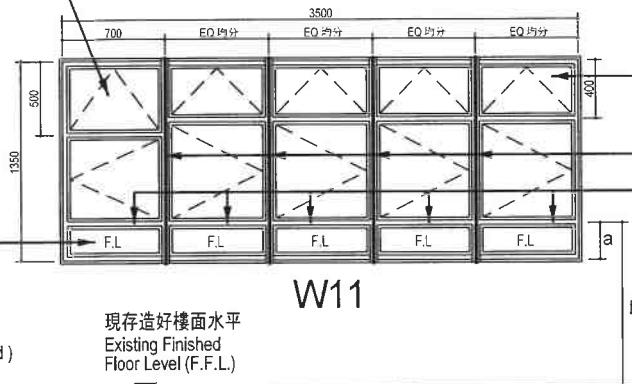 3500
700 EQ 均分 EQ 均分 EQ 均分 EQ 均分
500
400
1350
F.L F.L F.L F.L F.L
a
W11
現存造好樓面水平
Existing Finished
Floor Level (F.F.L.)
d )